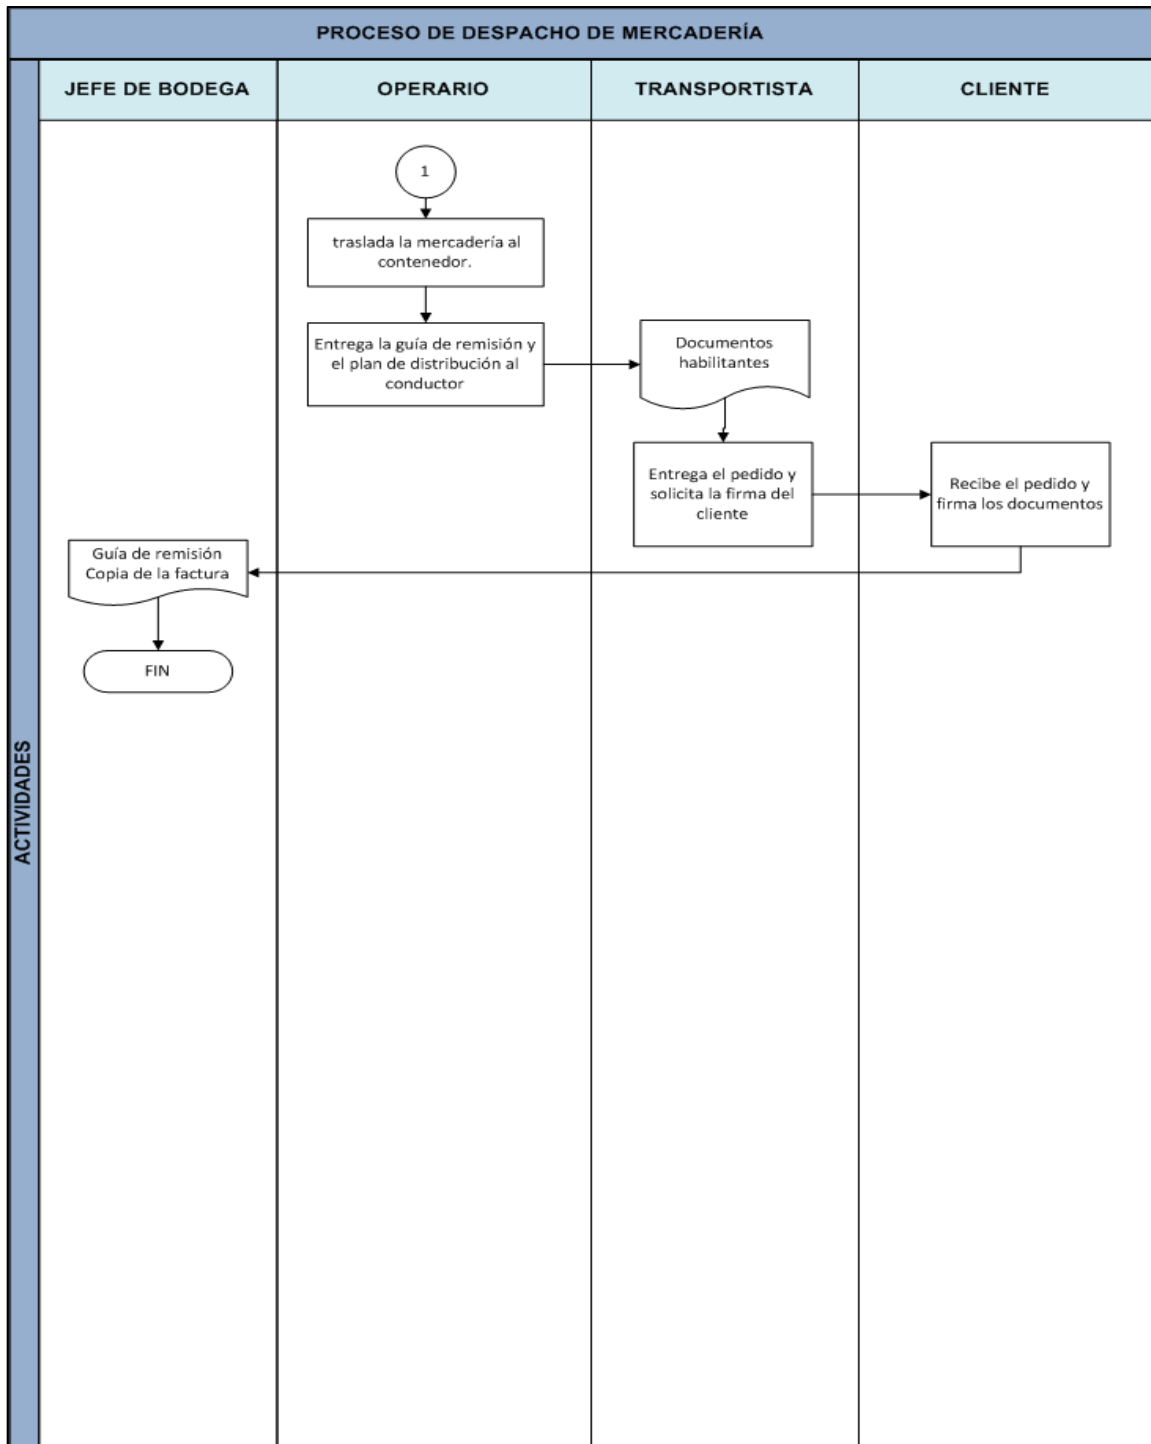 PROCESO DE DESPACHO DE MERCADERÍA
JEFE DE BODEGA
OPERARIO
TRANSPORTISTA
CLIENTE
ACTIVIDADES
1
traslada la mercadería al
contenedor.
Entrega la guía de remisión y
el plan de distribución al
conductor
Documentos
habilitantes
Entrega el pedido y
solicita la firma del
cliente
Recibe el pedido y
firma los documentos
Guía de remisión
Copia de la factura
FIN